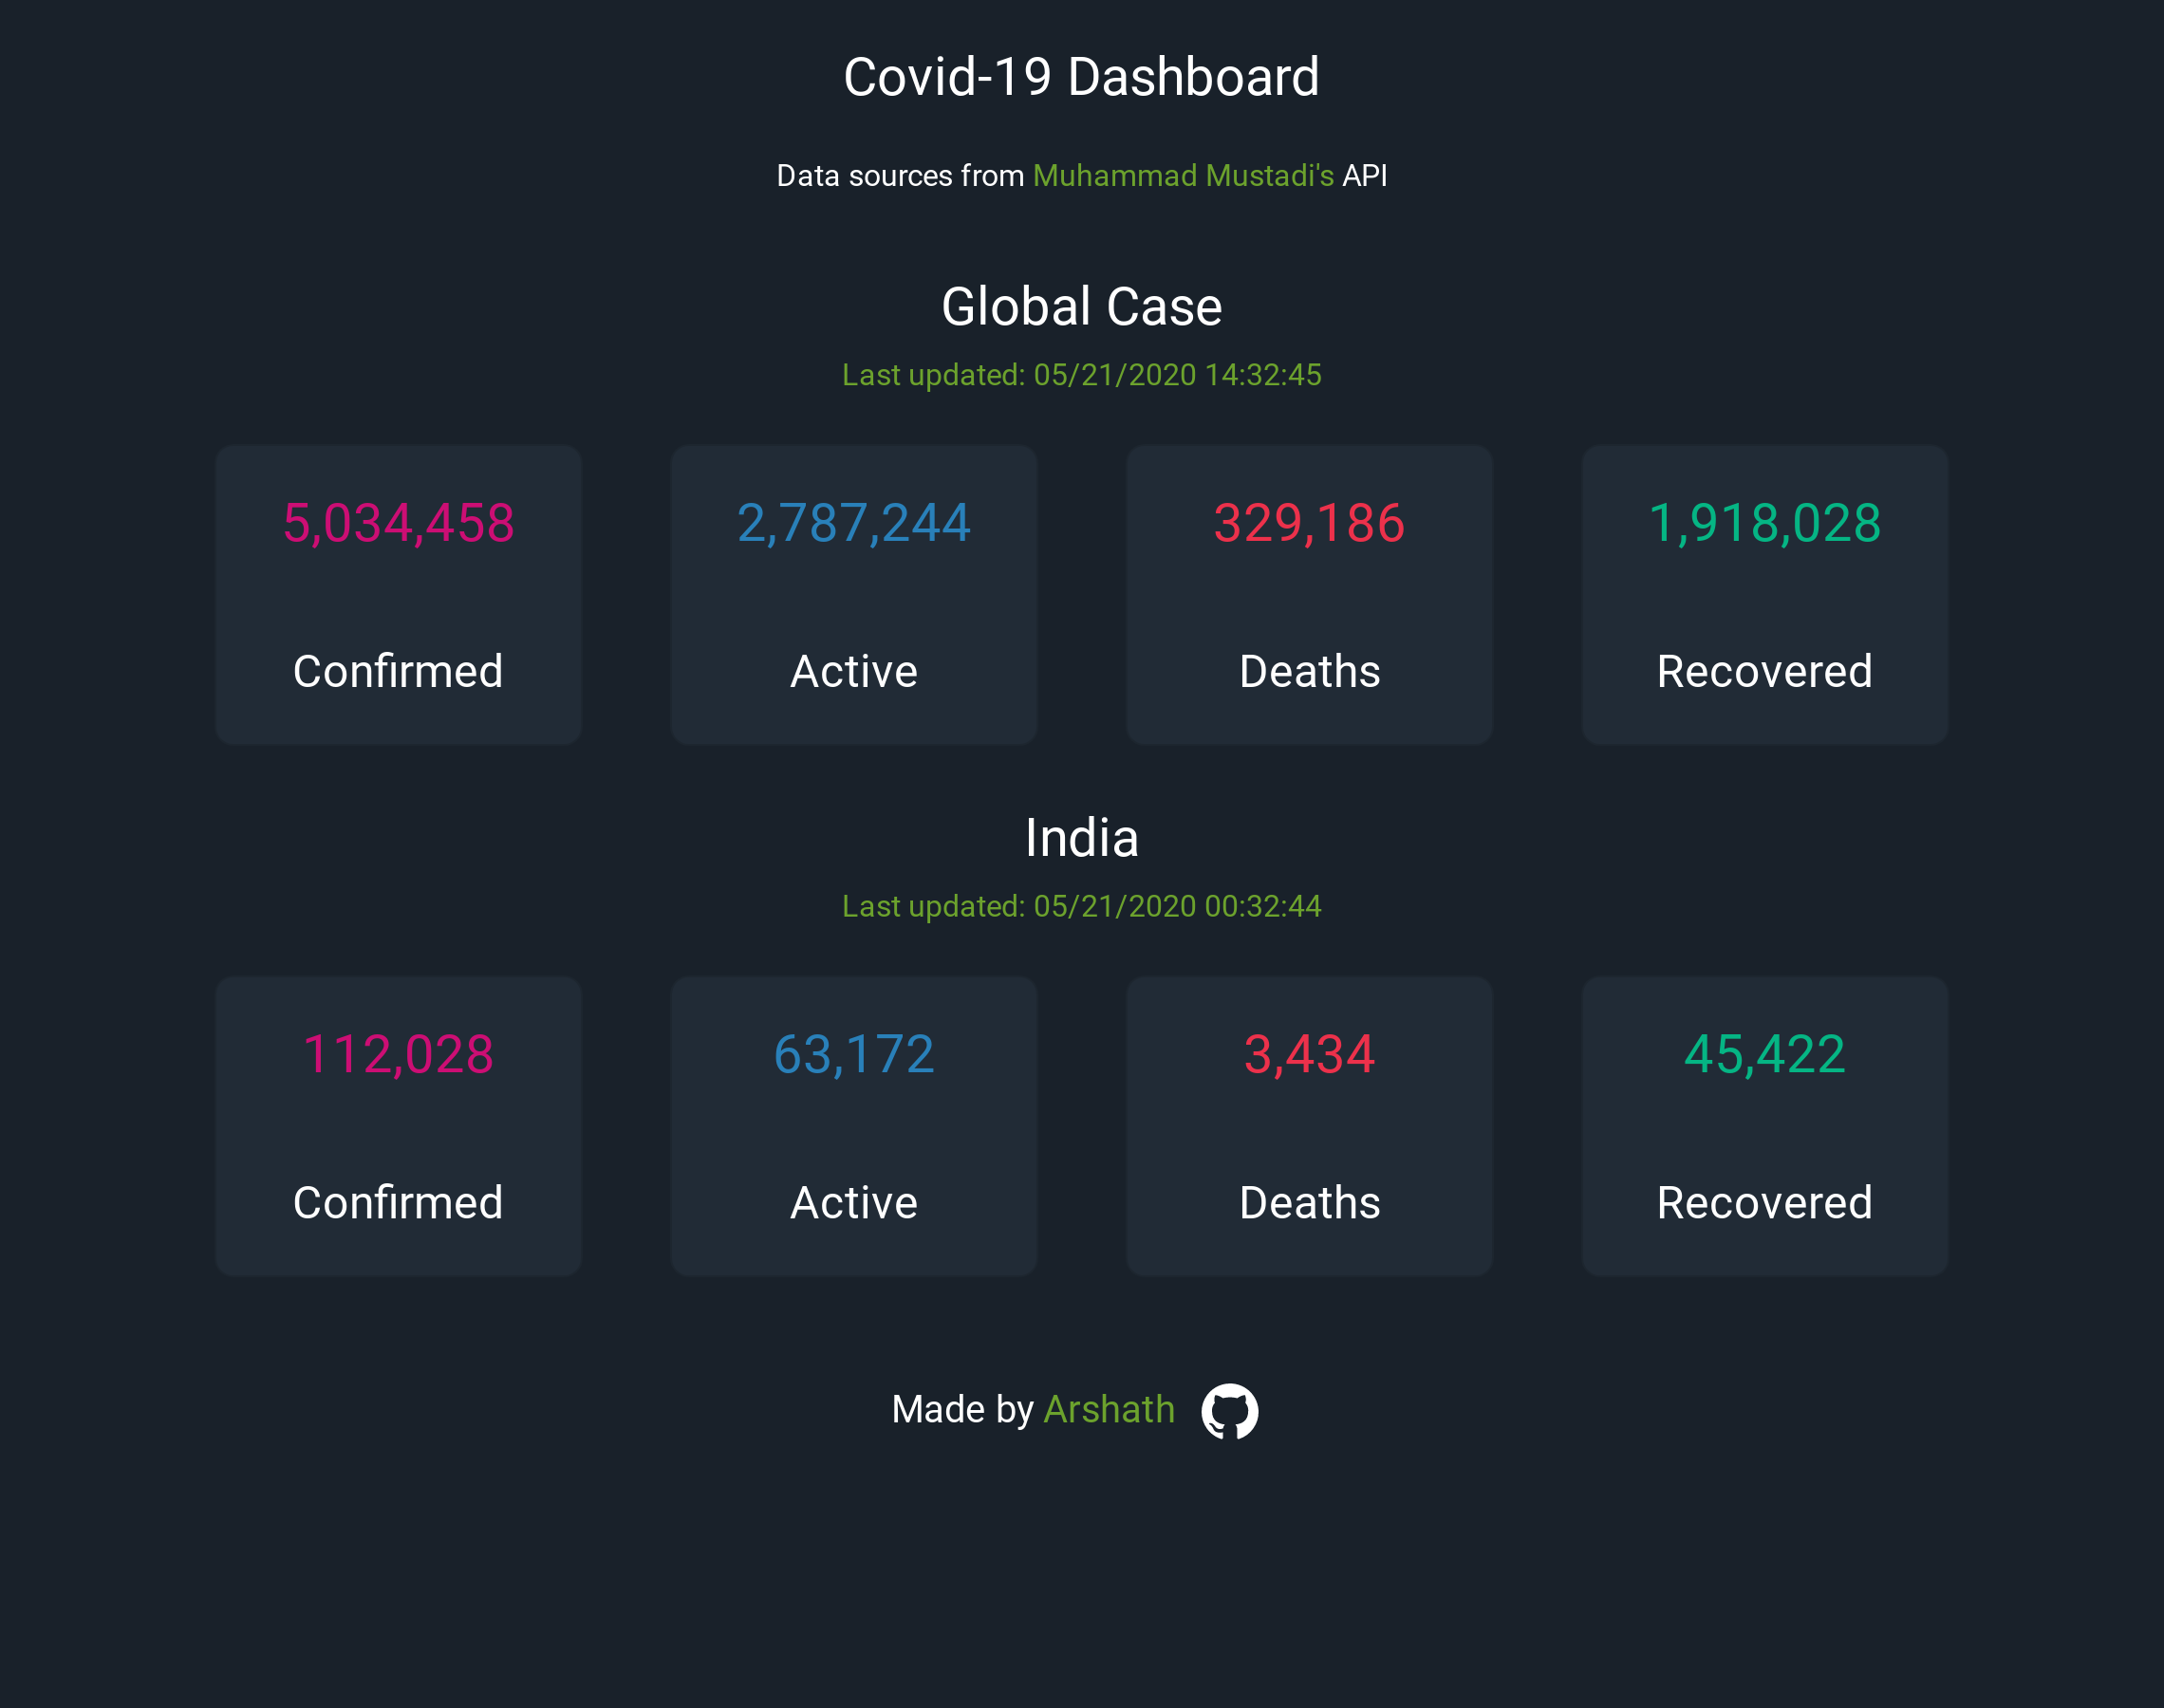 Covid-19 Dashboard
Data sources from Muhammad Mustadi's API
Global Case
Last updated: 05/21/2020 14:32:45
5,034,458
Confirmed
2,787,244
Active
329,186
Deaths
1,918,028
Recovered
India
Last updated: 05/21/2020 00:32:44
112,028
Confirmed
63,172
Active
3,434
Deaths
45,422
Recovered
Made by Arshath